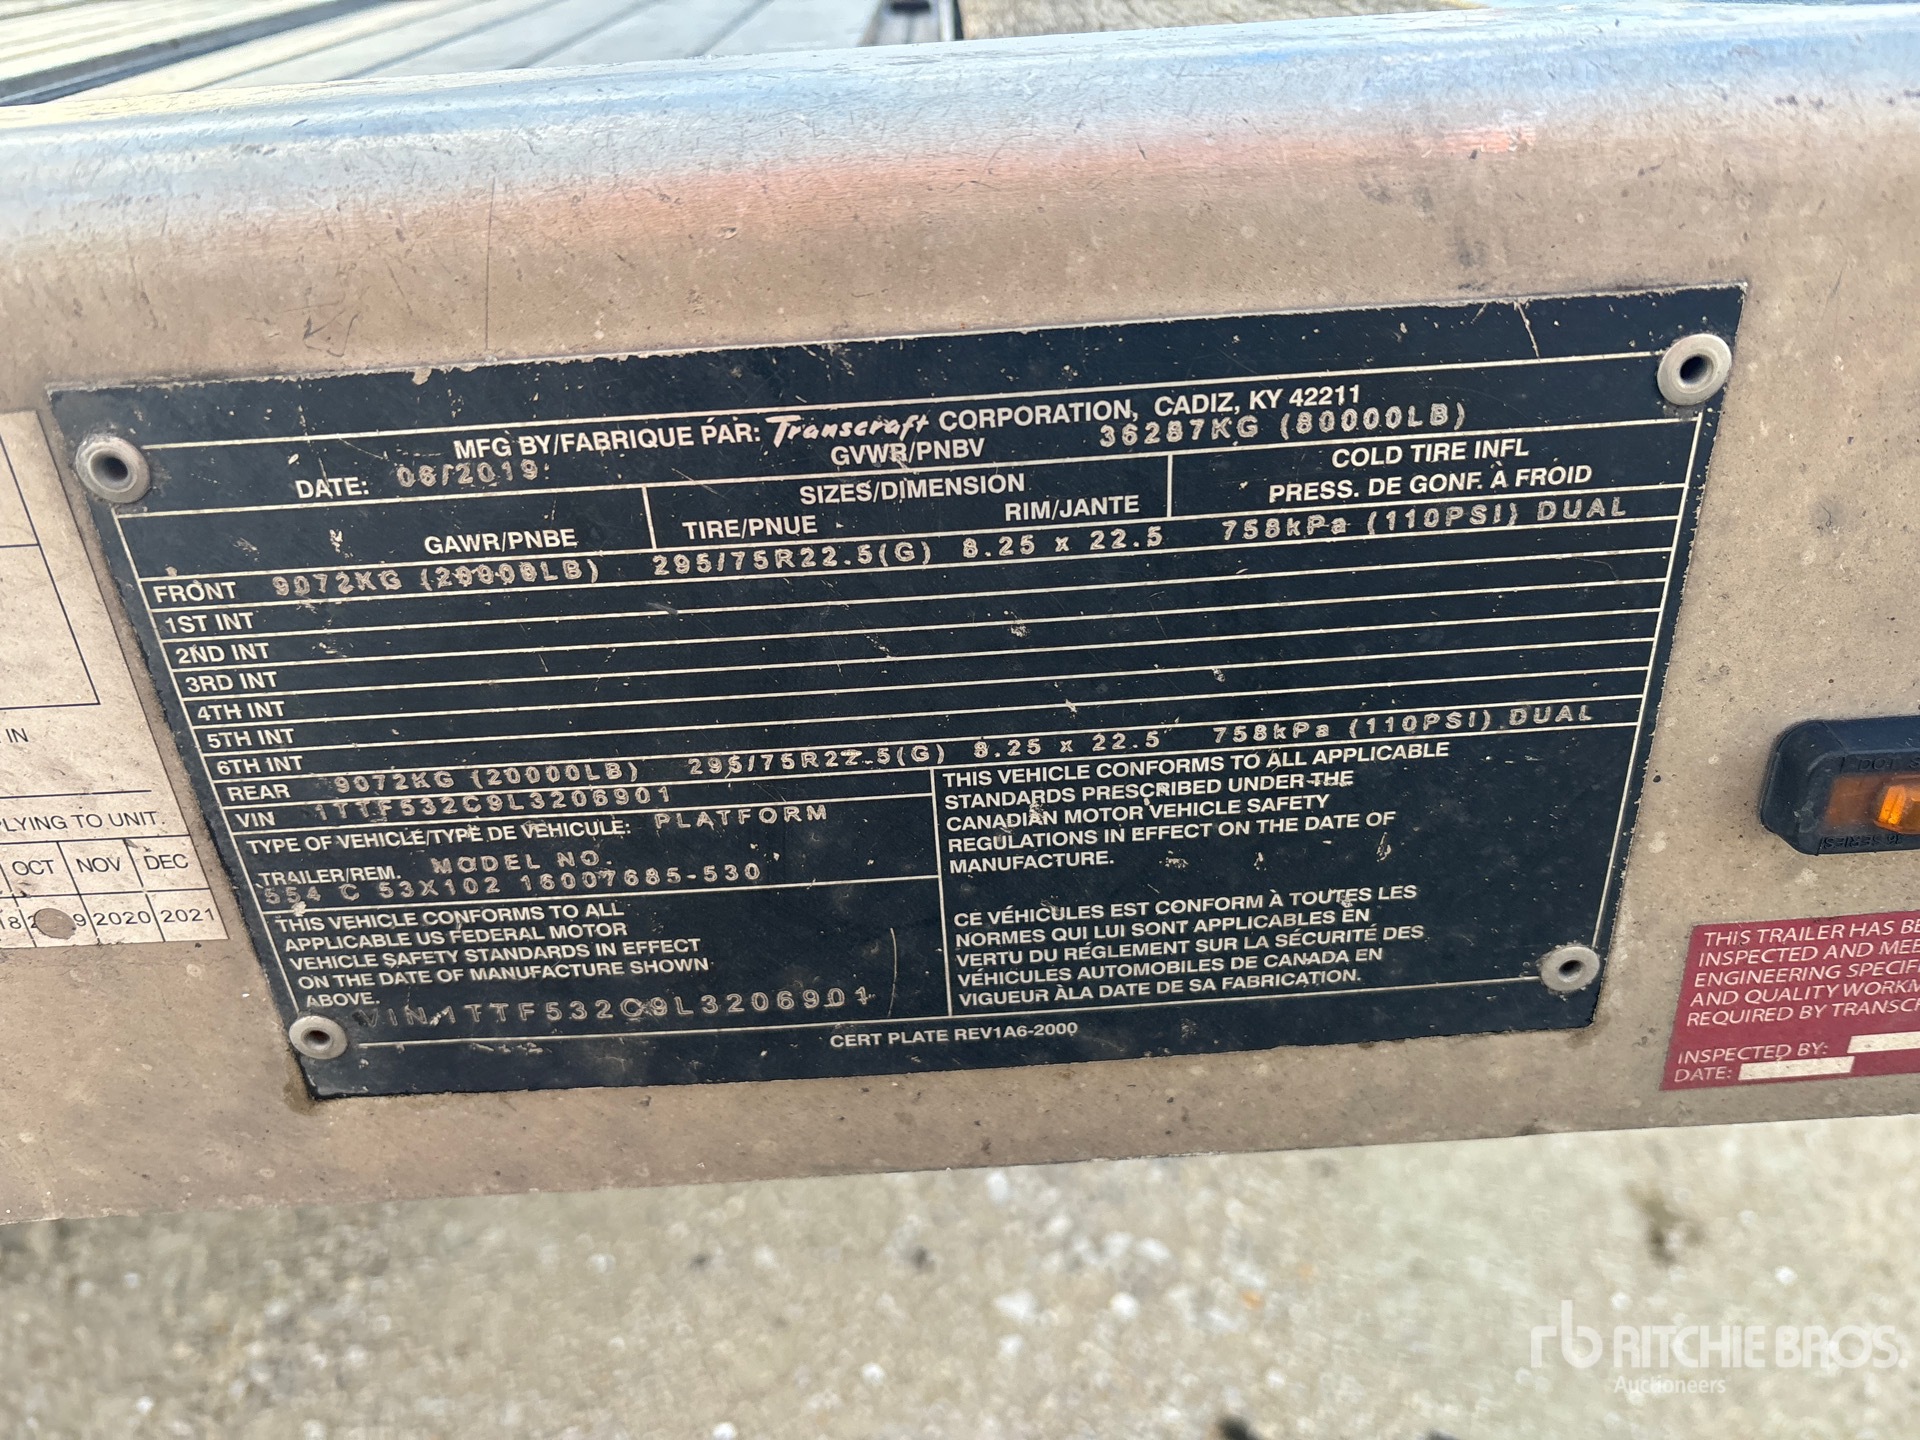 MFG BY/FABRIQUE PAR: Transcraft CORPORATION, CADIZ, KY 42211
DATE: 06/2019 GVWR/PNBV 36287KG (80000LB)
GAWR/PNBE SIZES/DIMENSION COLD TIRE INFL
TIRE/PNUE RIM/JANTE PRESS. DE GONF. À FROID
FRONT 9072KG (20000LB) 295/75R22.5(G) 8.25 x 22.5 758kPa (110PSI) DUAL
1ST INT
2ND INT
3RD INT
4TH INT
5TH INT
6TH INT
REAR 9072KG (20000LB) 295/75R22.5(G) 8.25 x 22.5 758kPa (110PSI) DUAL
VIN 1TTF532C9L3206901
TYPE OF VEHICLE/TYPE DE VEHICULE: PLATFORM
TRAILER/REM. MODEL NO.
554 C 53X102 16007685-530
THIS VEHICLE CONFORMS TO ALL
APPLICABLE US FEDERAL MOTOR
VEHICLE SAFETY STANDARDS IN EFFECT
ON THE DATE OF MANUFACTURE SHOWN
ABOVE.
VIN 1TTF532C9L3206901
THIS VEHICLE CONFORMS TO ALL APPLICABLE
STANDARDS PRESCRIBED UNDER THE
CANADIAN MOTOR VEHICLE SAFETY
REGULATIONS IN EFFECT ON THE DATE OF
MANUFACTURE.
CE VÉHICULES EST CONFORM À TOUTES LES
NORMES QUI LUI SONT APPLICABLES EN
VERTU DU RÉGLEMENT SUR LA SÉCURITÉ DES
VÉHICULES AUTOMOBILES DE CANADA EN
VIGUEUR ÀLA DATE DE SA FABRICATION.
CERT PLATE REV1A6-2000
IN
PLYING TO UNIT.
OCT NOV DEC
2020 2021
THIS TRAILER HAS BE
INSPECTED AND MEE
ENGINEERING SPECIF
AND QUALITY WORKM
REQUIRED BY TRANSC
INSPECTED BY:
DATE:
rb RITCHIE BROS.
Auctioneers